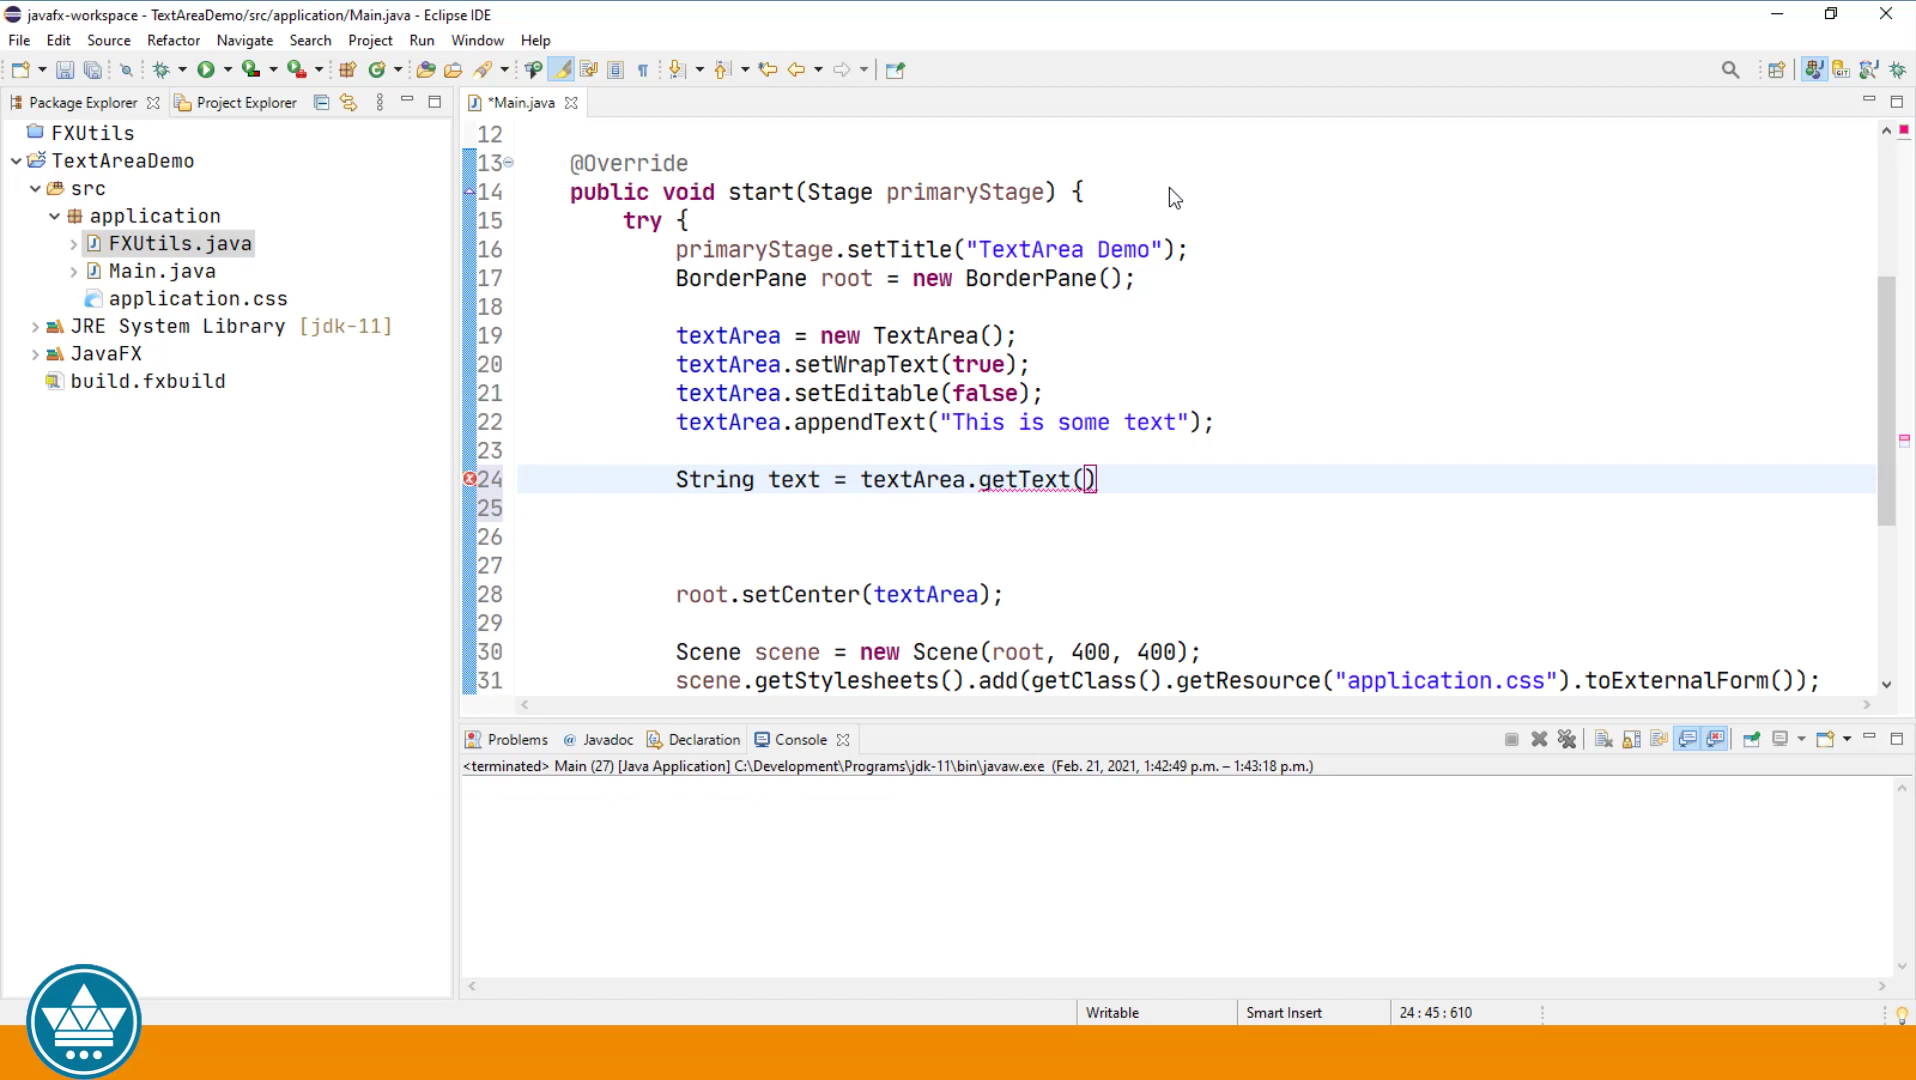 javafx-workspace - TextAreaDemo/src/application/Main.java - Eclipse IDE
File Edit Source Refactor Navigate Search Project Run Window Help
Package Explorer Project Explorer
FXUtils
TextAreaDemo
src
application
FXUtils.java
Main.java
application.css
JRE System Library [jdk-11]
JavaFX
build.fxbuild
*Main.java
12
13 @Override
14 public void start(Stage primaryStage) {
15 try {
16 primaryStage.setTitle("TextArea Demo");
17 BorderPane root = new BorderPane();
18
19 textArea = new TextArea();
20 textArea.setWrapText(true);
21 textArea.setEditable(false);
22 textArea.appendText("This is some text");
23
24 String text = textArea.getText()
25
26
27
28 root.setCenter(textArea);
29
30 Scene scene = new Scene(root, 400, 400);
31 scene.getStylesheets().add(getClass().getResource("application.css").toExternalForm());
Problems @ Javadoc Declaration Console
<terminated> Main (27) [Java Application] C:\Development\Programs\jdk-11\bin\javaw.exe (Feb. 21, 2021, 1:42:49 p.m. – 1:43:18 p.m.)
Writable Smart Insert 24 : 45 : 610